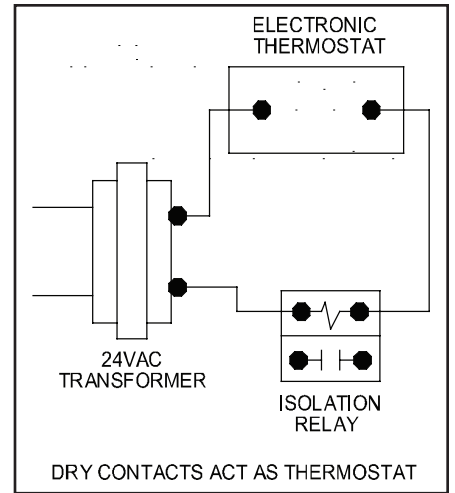 ELECTRONIC
THERMOSTAT
24VAC
TRANSFORMER
ISOLATION
RELAY
DRY CONTACTS ACT AS THERMOSTAT